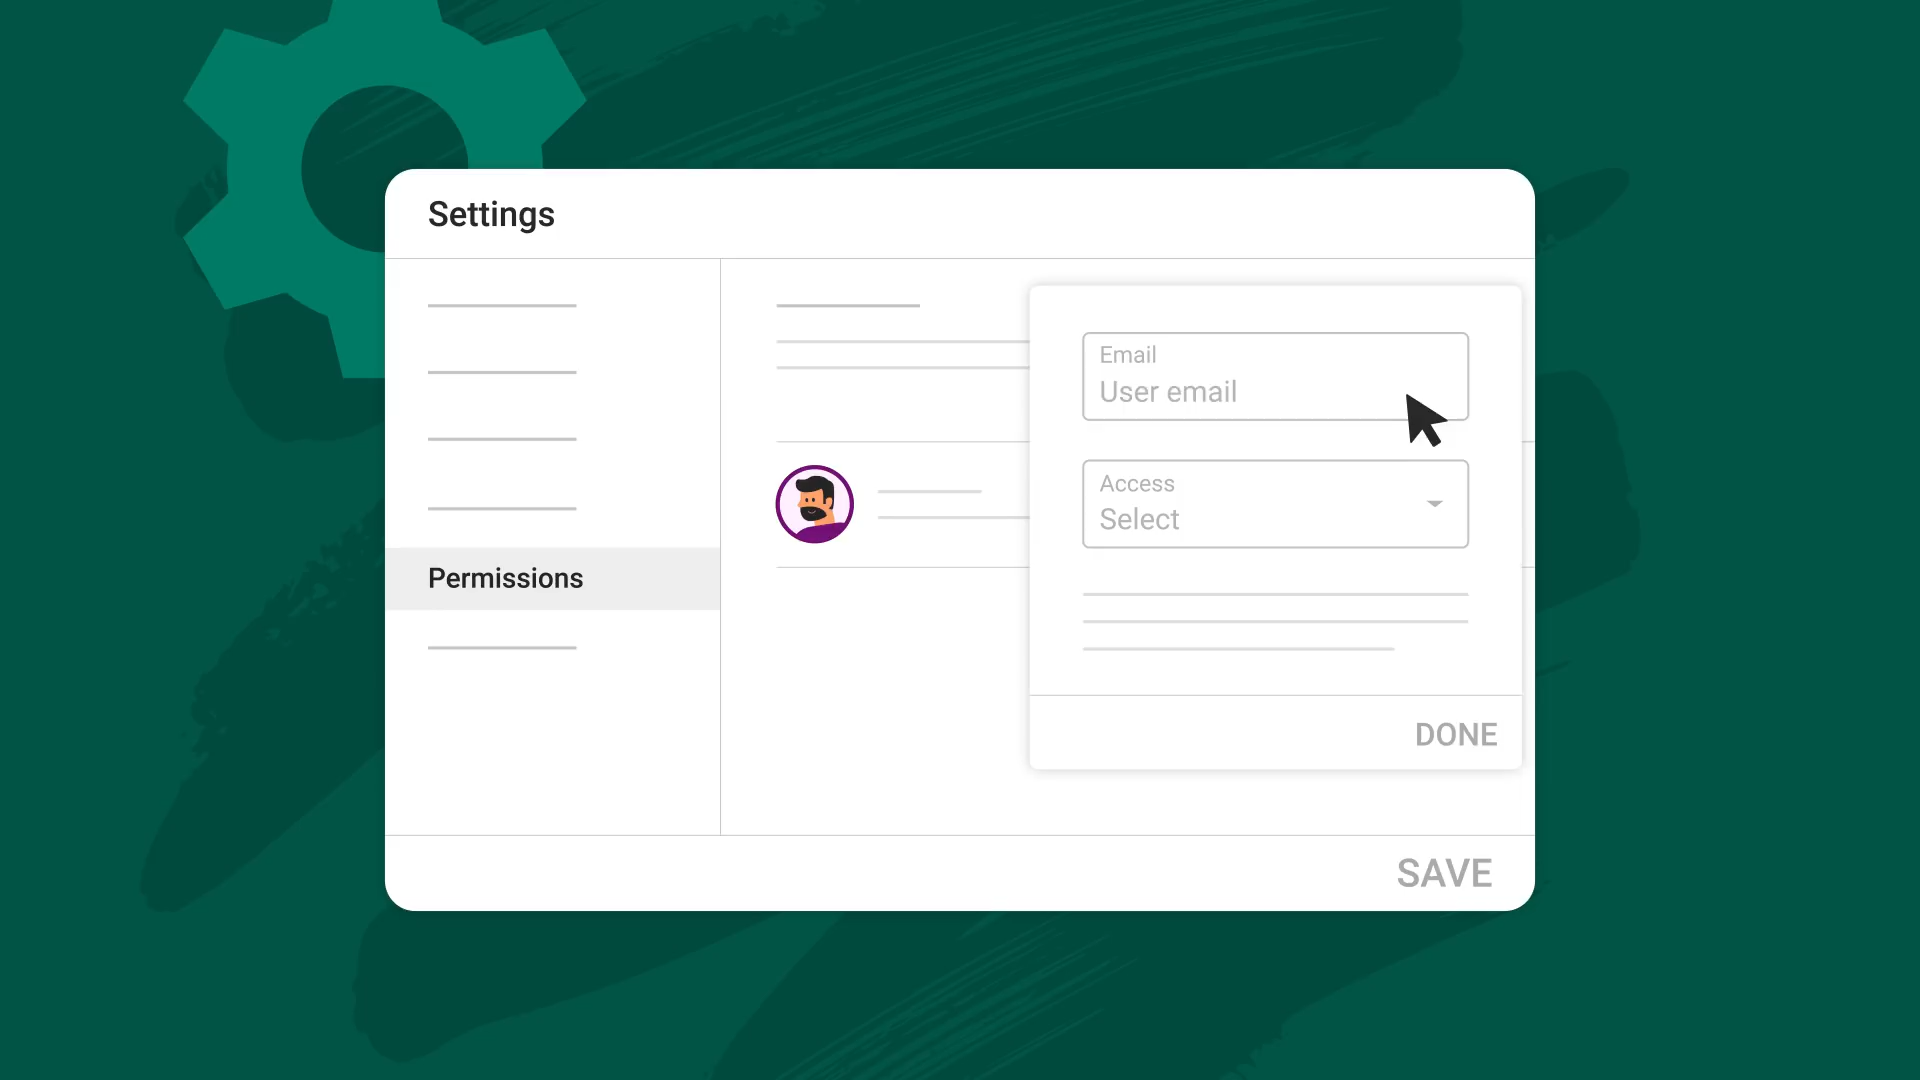 Settings
Permissions
Email
User email
Access
Select
DONE
SAVE